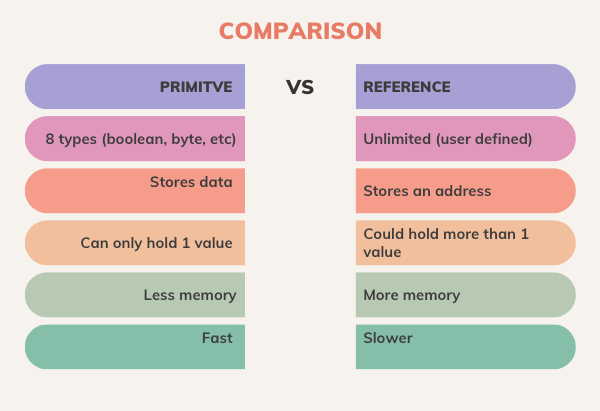 COMPARISON
PRIMITVE
VS
REFERENCE
8 types (boolean, byte, etc)
Unlimited (user defined)
Stores data
Stores an address
Can only hold 1 value
Could hold more than 1
value
Less memory
More memory
Fast
Slower